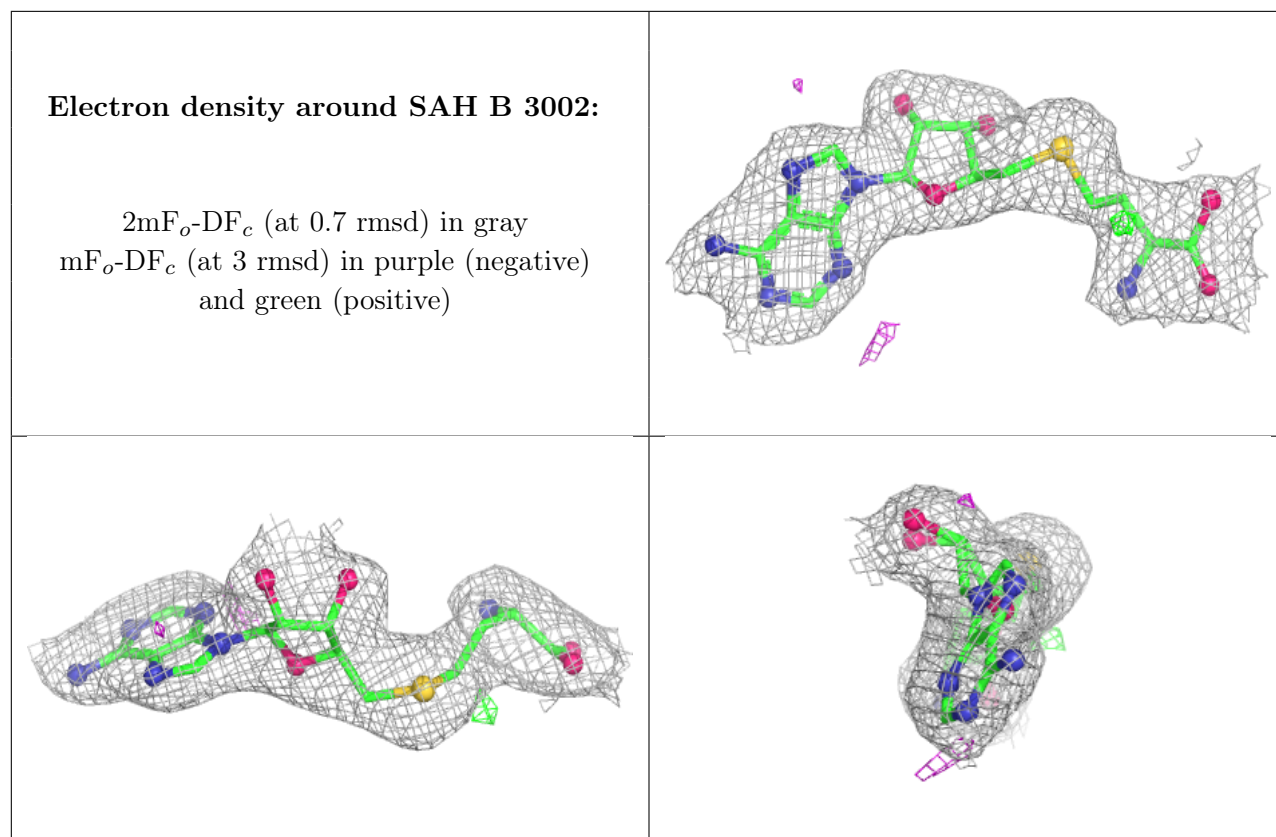 Electron density around SAH B 3002:
2mFo-DFc (at 0.7 rmsd) in gray
mFo-DFc (at 3 rmsd) in purple (negative)
and green (positive)